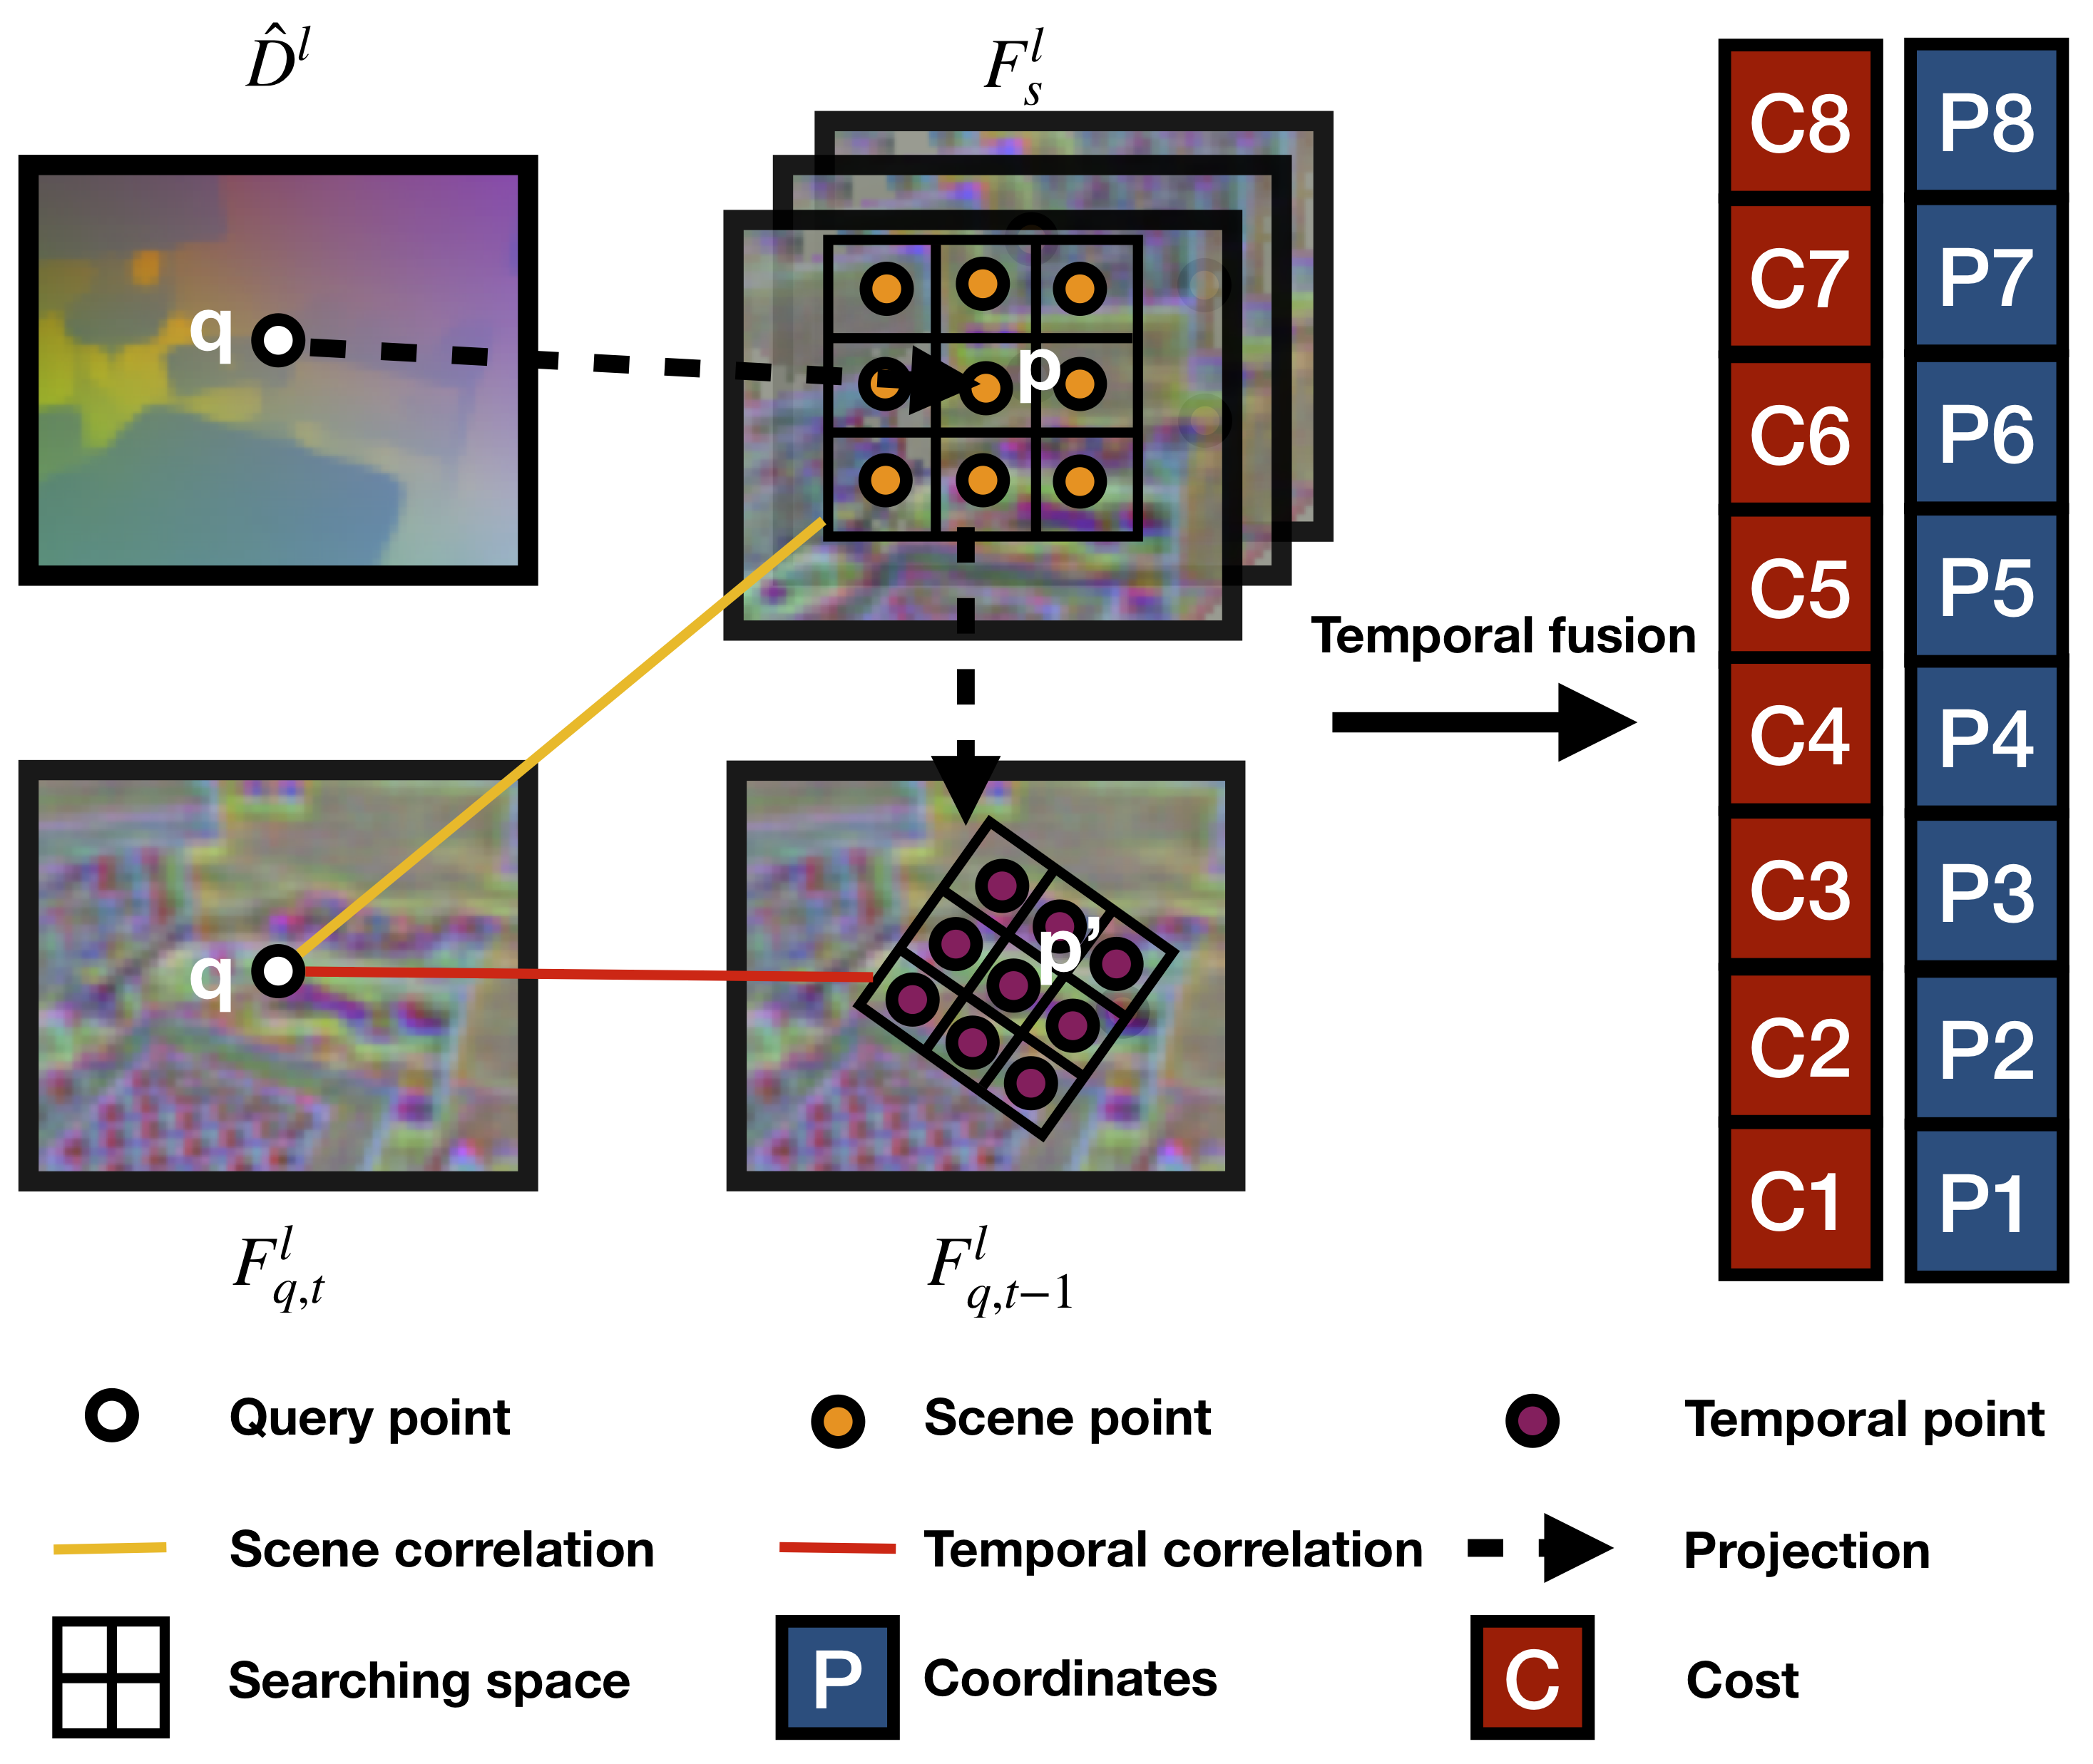 D̂^l
F_s^l
q
p
Temporal fusion
q
p’
F_{q,t}^l
F_{q,t−1}^l
C8 P8
C7 P7
C6 P6
C5 P5
C4 P4
C3 P3
C2 P2
C1 P1
Query point
Scene point
Temporal point
Scene correlation
Temporal correlation
Projection
Searching space
P Coordinates
C Cost